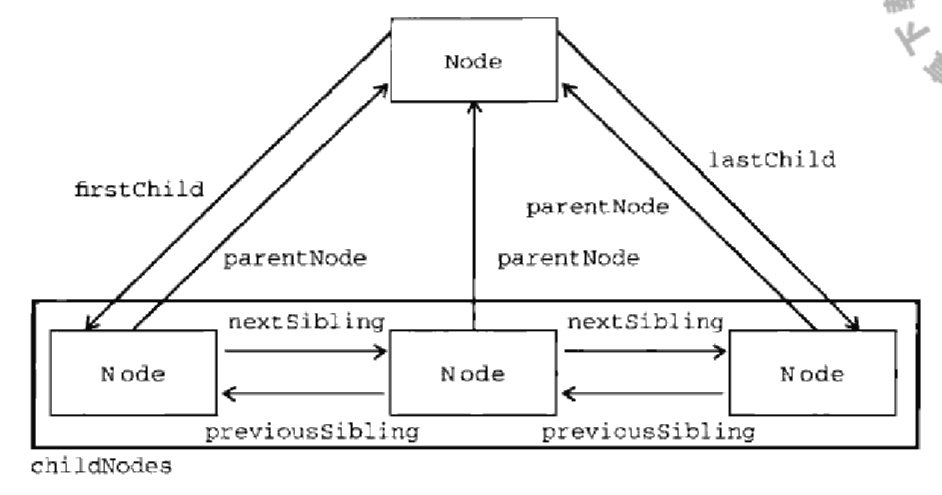 Node
firstChild
lastChild
parentNode
parentNode
parentNode
nextSibling
nextSibling
Node
Node
Node
previousSibling
previousSibling
childNodes